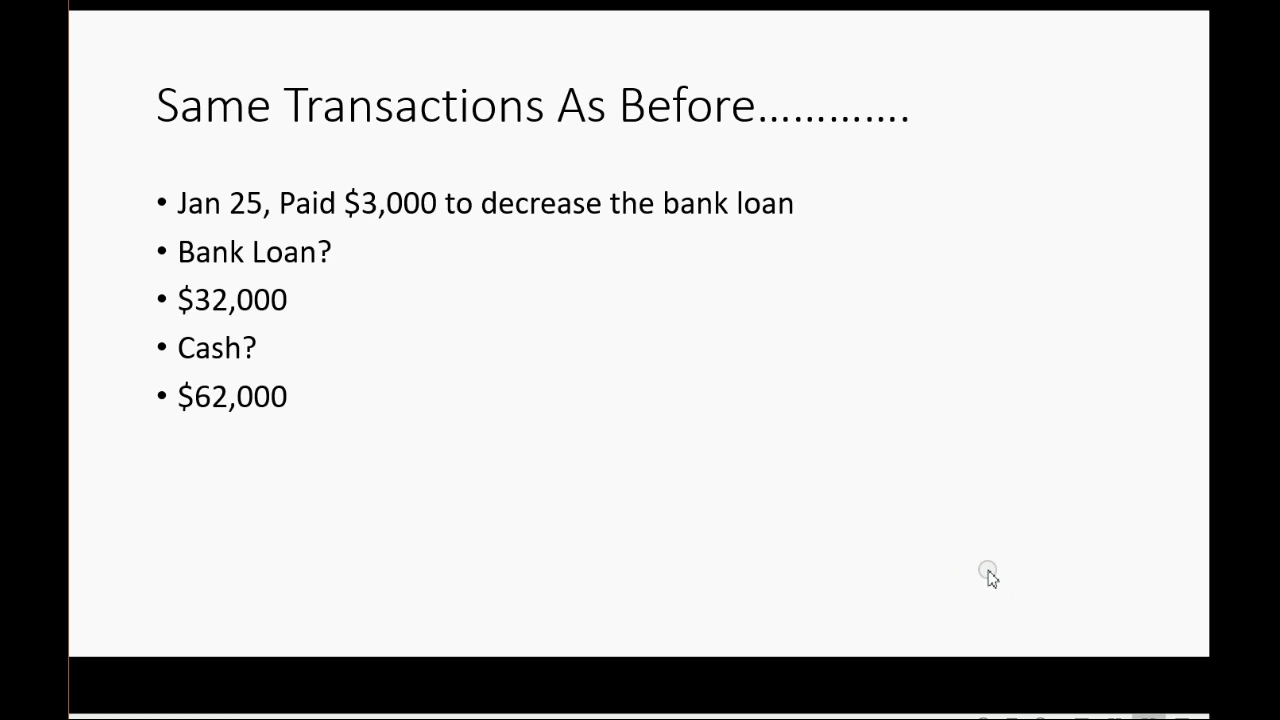 Same Transactions As Before………….
• Jan 25, Paid $3,000 to decrease the bank loan
• Bank Loan?
• $32,000
• Cash?
• $62,000